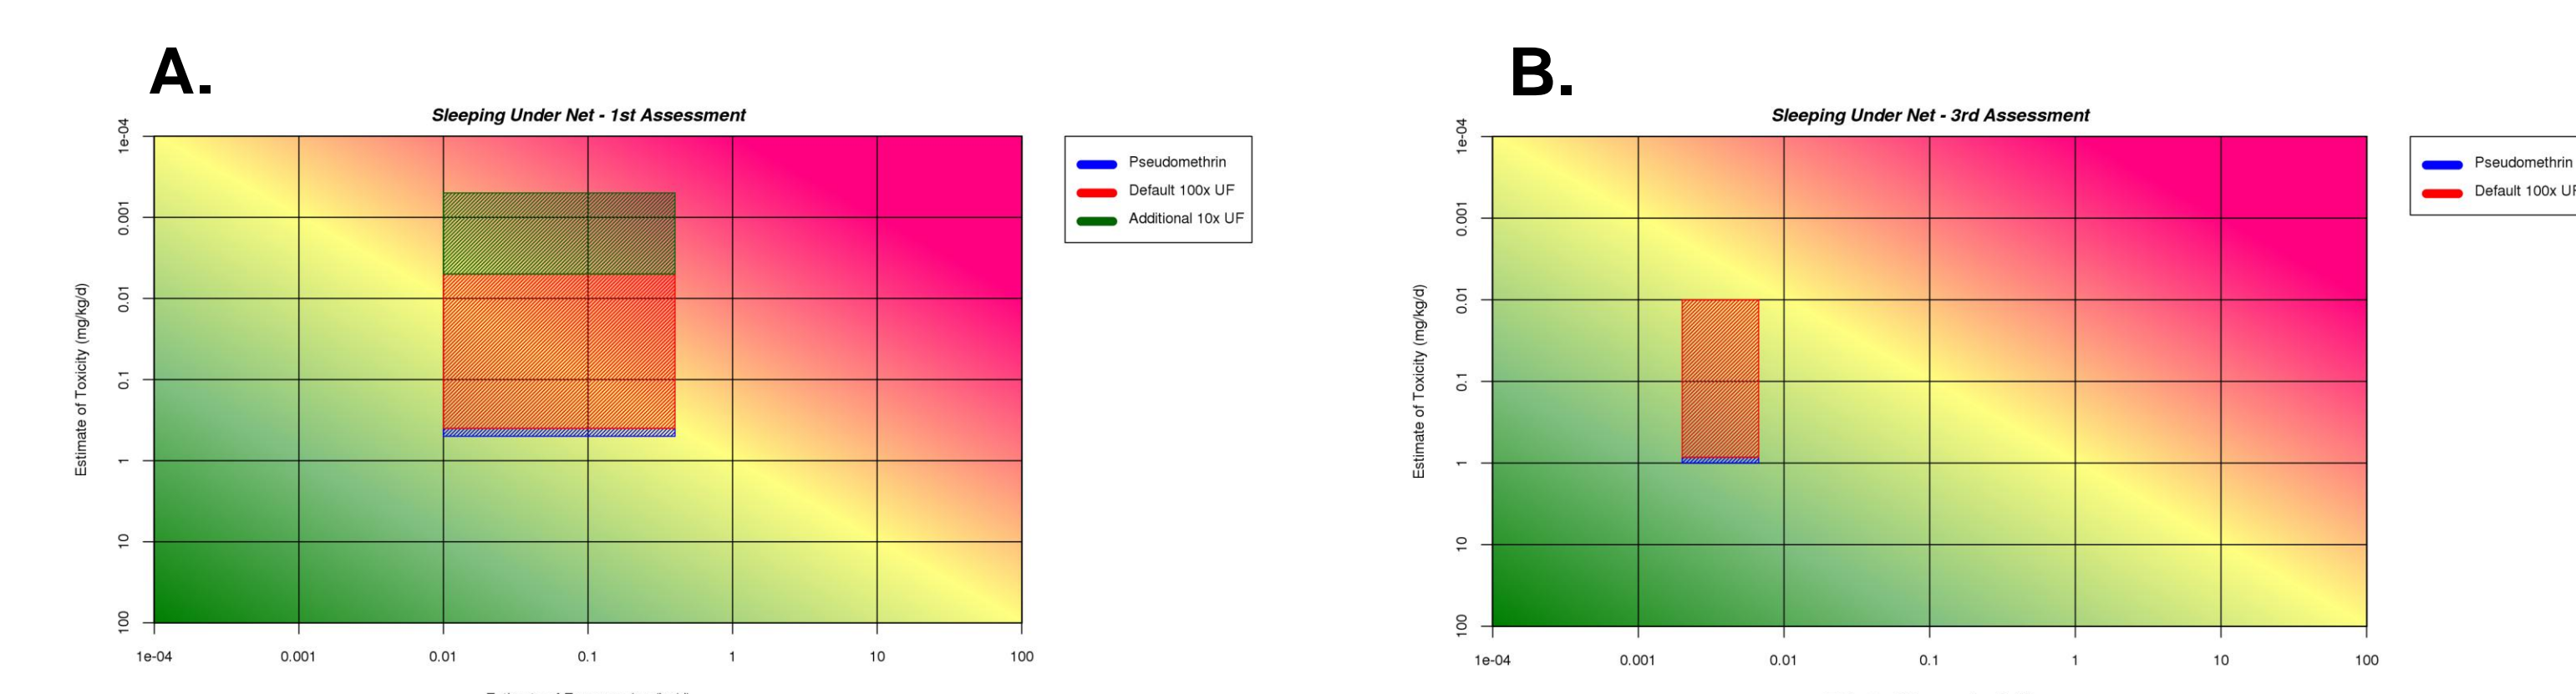 A.
Sleeping Under Net - 1st Assessment
Estimate of Toxicity (mg/kg/d)
1e-04
0.001
0.01
0.1
1
10
100
1e-04 0.001 0.01 0.1 1 10 100
Pseudomethrin
Default 100x UF
Additional 10x UF
B.
Sleeping Under Net - 3rd Assessment
Estimate of Toxicity (mg/kg/d)
1e-04
0.001
0.01
0.1
1
10
100
1e-04 0.001 0.01 0.1 1 10 100
Pseudomethrin
Default 100x UF